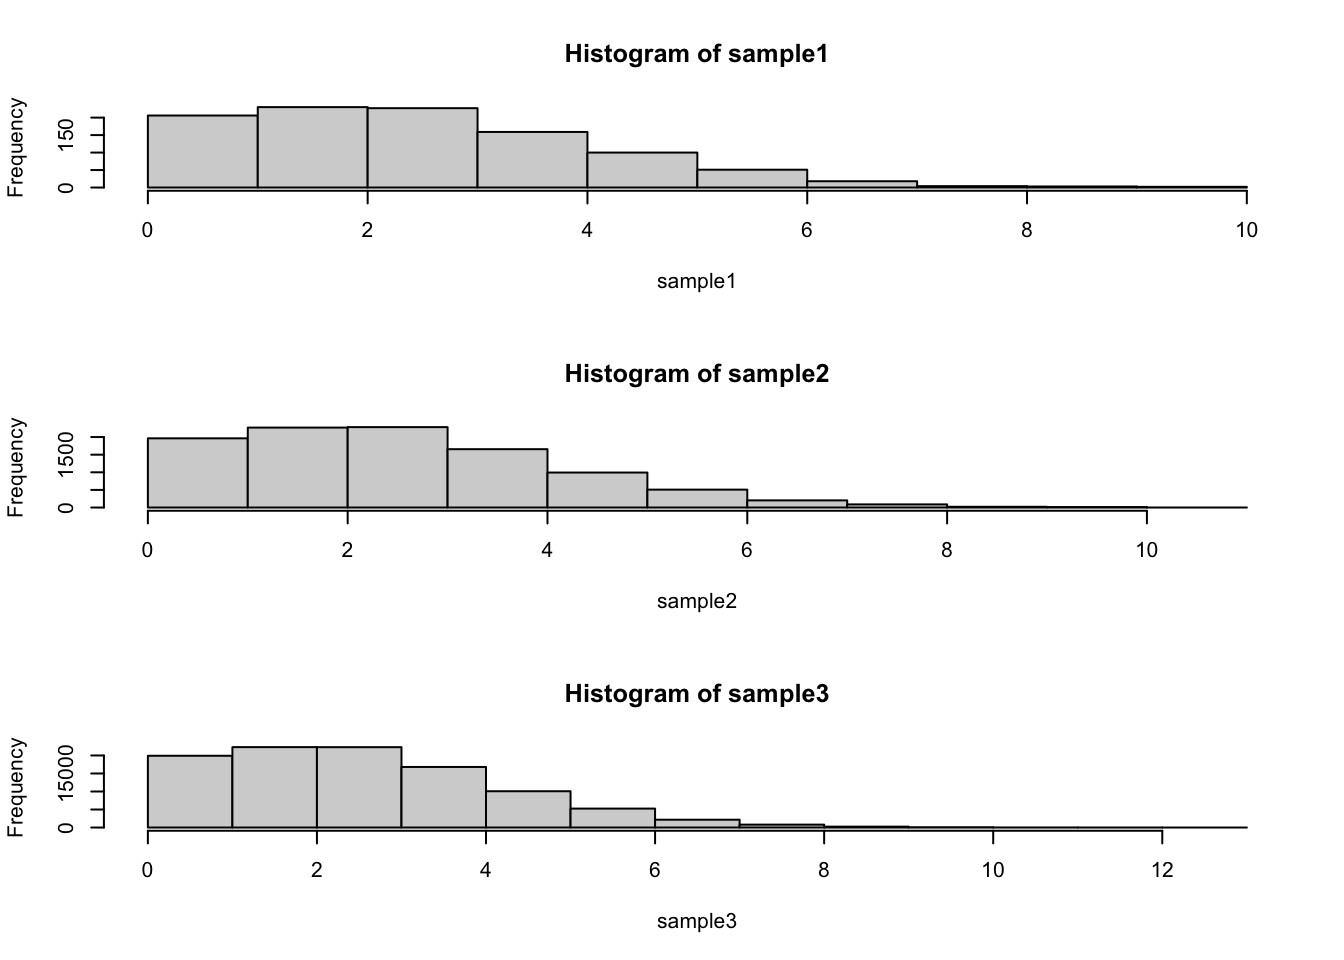 Histogram of sample1
Frequency
150
0
0 2 4 6 8 10
sample1
Histogram of sample2
Frequency
1500
0
0 2 4 6 8 10
sample2
Histogram of sample3
Frequency
15000
0
0 2 4 6 8 10 12
sample3